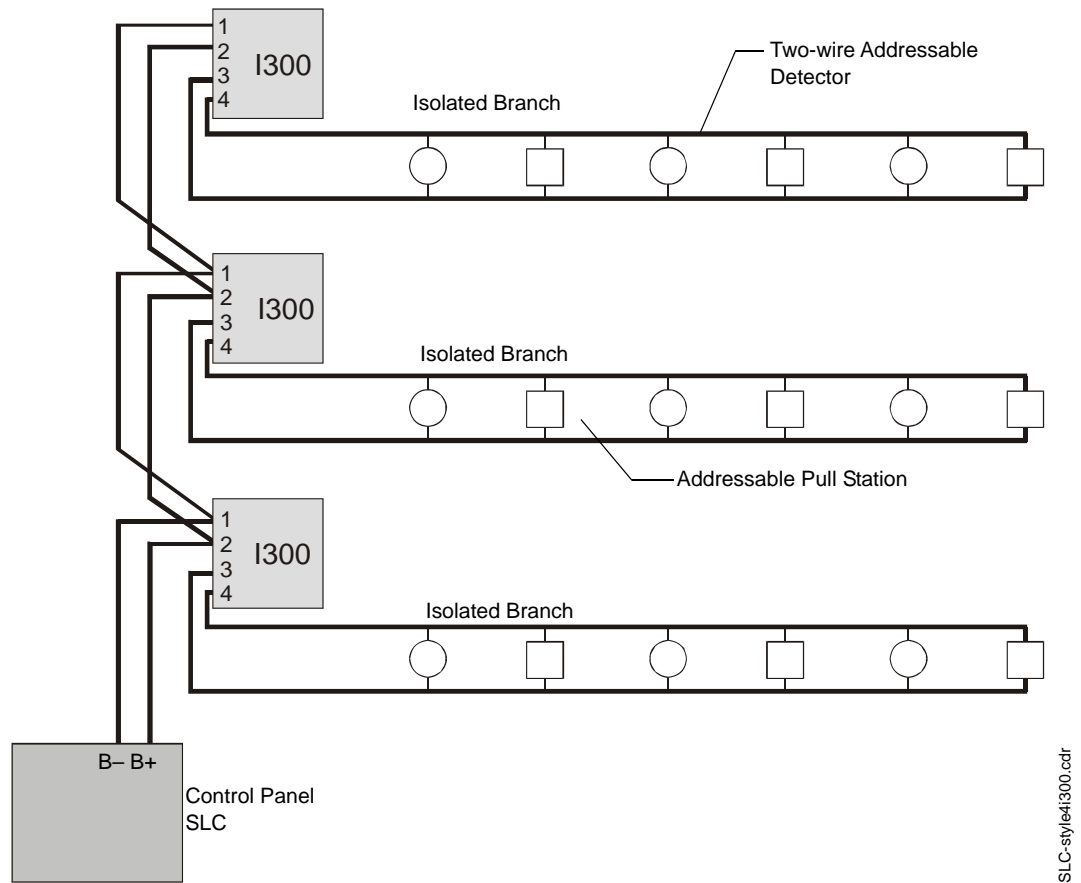 1
2
3
4
I300
Two-wire Addressable
Detector
Isolated Branch
1
2
3
4
I300
Isolated Branch
Addressable Pull Station
1
2
3
4
I300
Isolated Branch
B– B+
Control Panel
SLC
SLC-style4i300.cdr